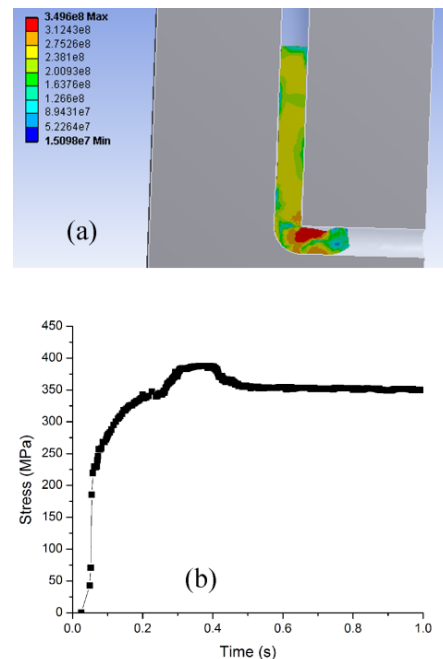 3.496e8 Max
3.1243e8
2.7526e8
2.381e8
2.0093e8
1.6376e8
1.266e8
8.9431e7
5.2264e7
1.5098e7 Min
(a)
450
400
350
300
250
200
150
100
50
0
Stress (MPa)
(b)
0.0 0.2 0.4 0.6 0.8 1.0
Time (s)